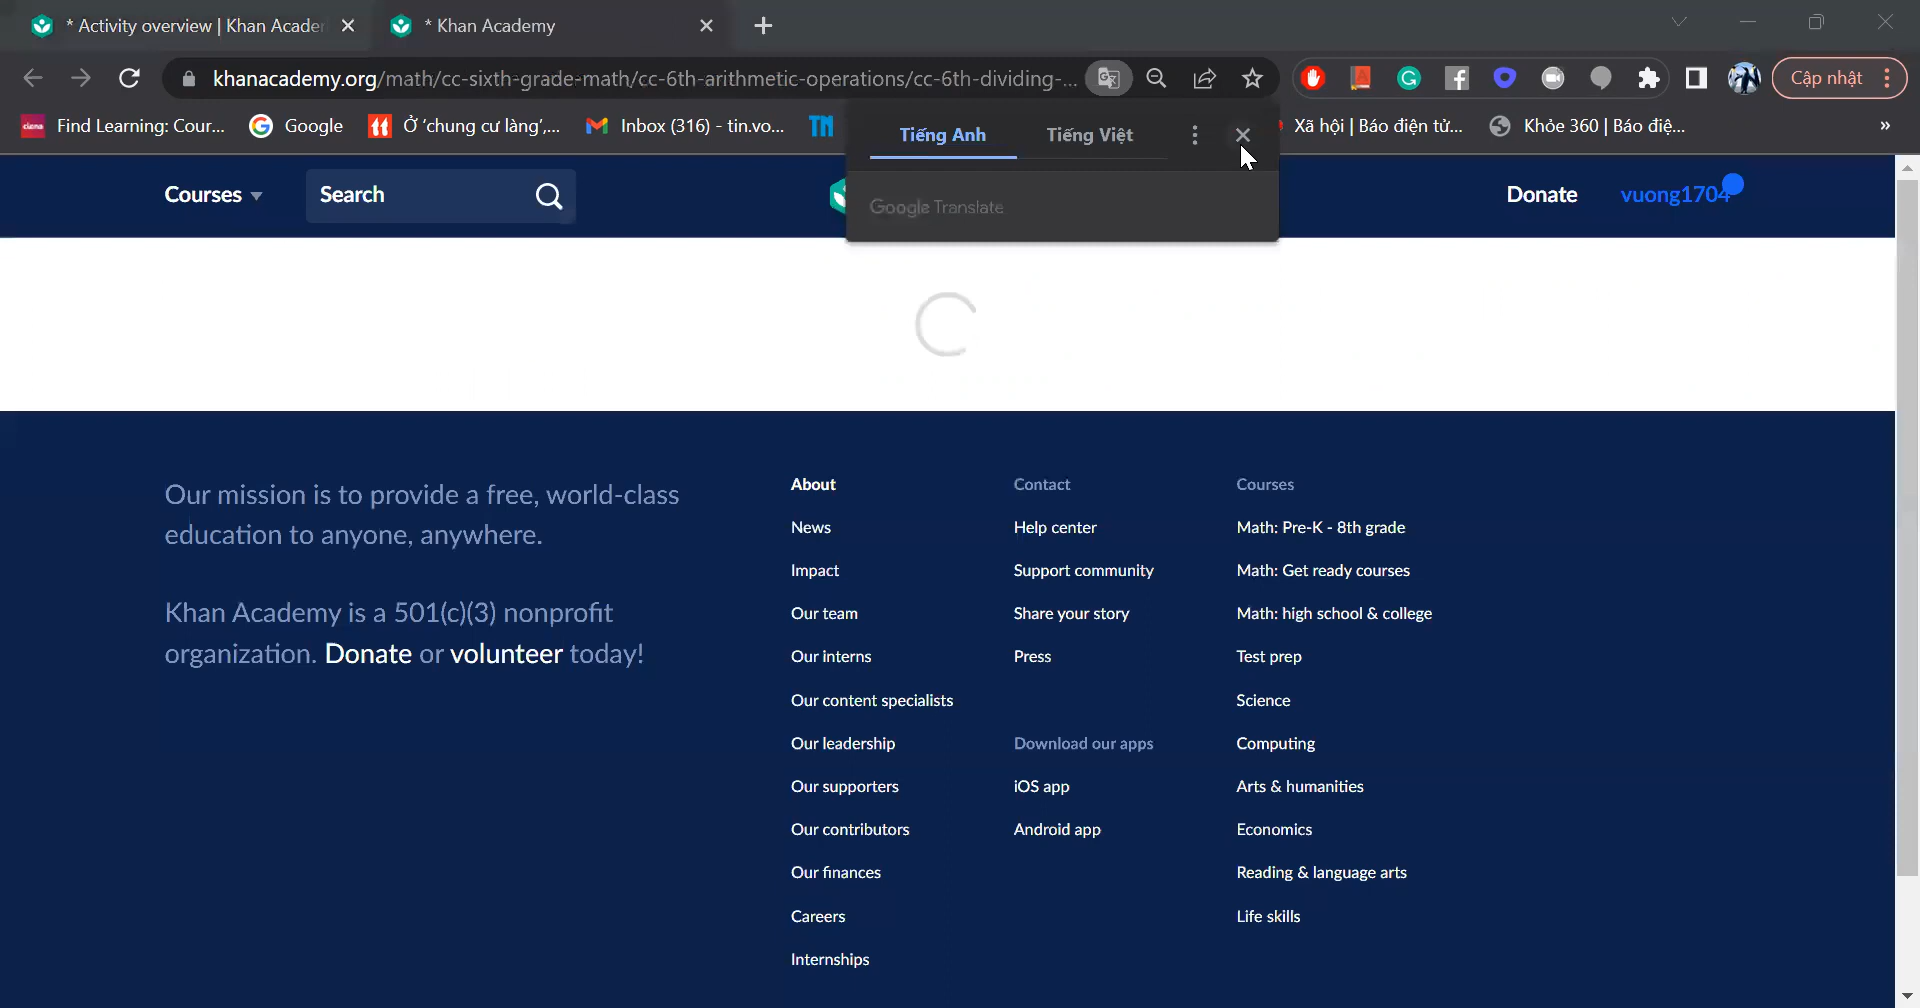 * Activity overview | Khan Acade
* Khan Academy
khanacademy.org/math/cc-sixth-grade-math/cc-6th-arithmetic-operations/cc-6th-dividing-...
Cập nhật
ciena
Find Learning: Cour...
Google
Ở 'chung cư làng',...
Inbox (316) - tin.vo...
TN
Xã hội | Báo điện tử...
Khỏe 360 | Báo điệ...
»
Tiếng Anh
Tiếng Việt
Google Translate
Courses
Search
Donate
vuong1704
Our mission is to provide a free, world-class
education to anyone, anywhere.
Khan Academy is a 501(c)(3) nonprofit
organization. Donate or volunteer today!
About
News
Impact
Our team
Our interns
Our content specialists
Our leadership
Our supporters
Our contributors
Our finances
Careers
Internships
Contact
Help center
Support community
Share your story
Press
Download our apps
iOS app
Android app
Courses
Math: Pre-K - 8th grade
Math: Get ready courses
Math: high school & college
Test prep
Science
Computing
Arts & humanities
Economics
Reading & language arts
Life skills